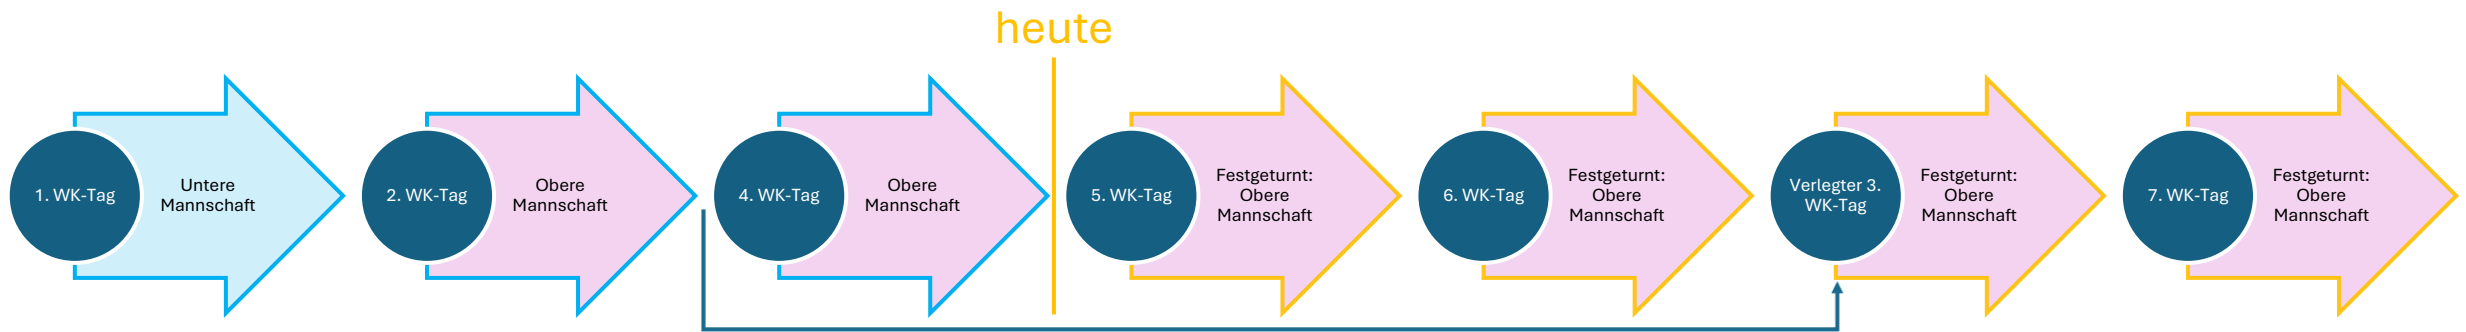 heute
1. WK-Tag
Untere
Mannschaft
2. WK-Tag
Obere
Mannschaft
4. WK-Tag
Obere
Mannschaft
5. WK-Tag
Festgeturnt:
Obere
Mannschaft
6. WK-Tag
Festgeturnt:
Obere
Mannschaft
Verlegter 3.
WK-Tag
Festgeturnt:
Obere
Mannschaft
7. WK-Tag
Festgeturnt:
Obere
Mannschaft